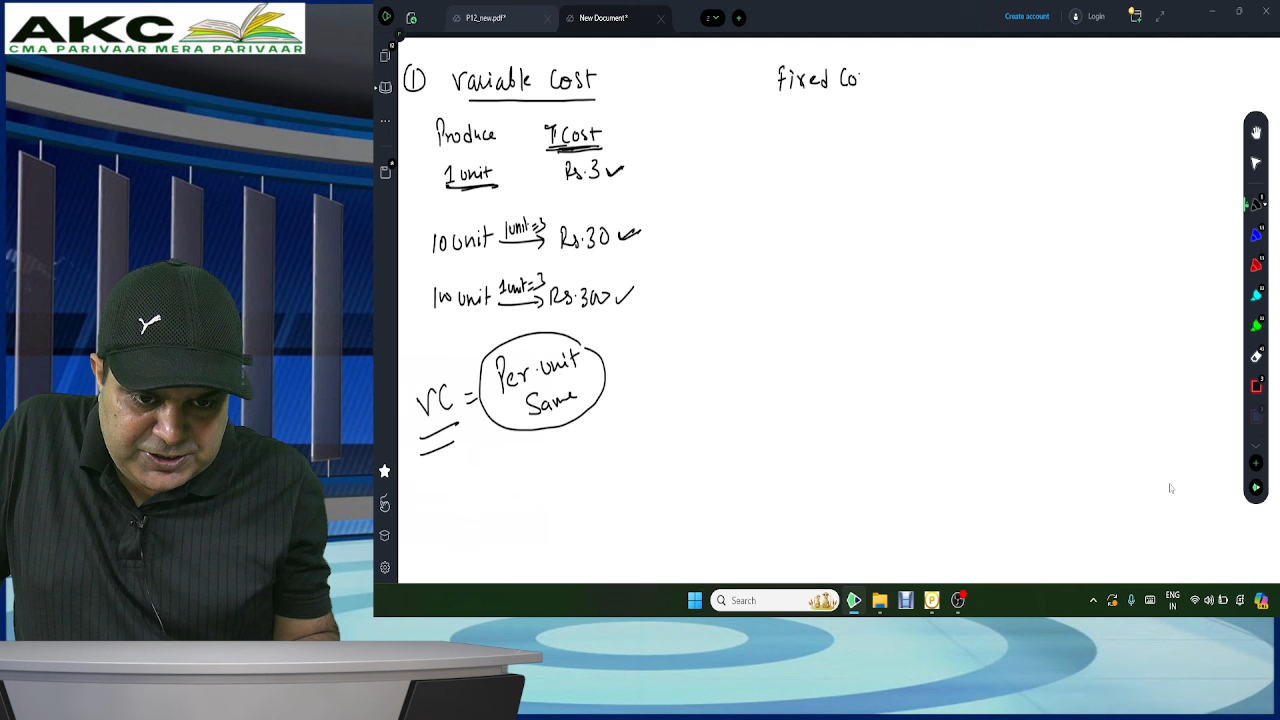 AKC
CMA PARIVAAR MERA PARIVAAR
P12_new.pdf*
New Document*
2
Create account
Login
① Variable Cost
Fixed Co
Produce T Cost
1 unit Rs.3 ✓
10 unit 1unit=3 → Rs.30 ✓
100 unit 1unit=3 → Rs.300 ✓
VC = Per unit
Same
Search
ENG
IN